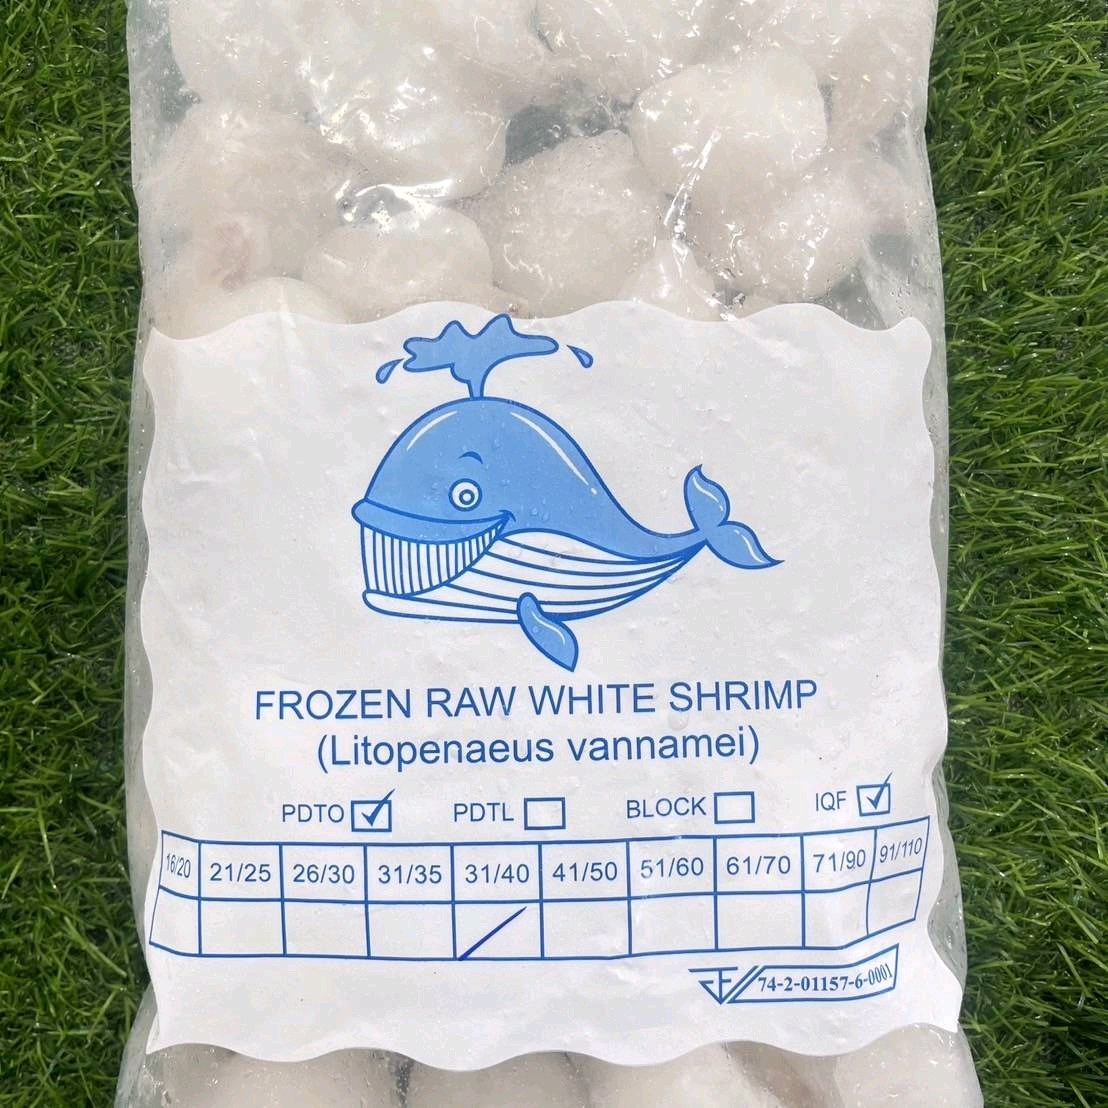 FROZEN RAW WHITE SHRIMP
(Litopenaeus vannamei)
PDTO PDTL BLOCK IQF
16/20 21/25 26/30 31/35 31/40 41/50 51/60 61/70 71/90 91/110
74-2-01157-6-0001